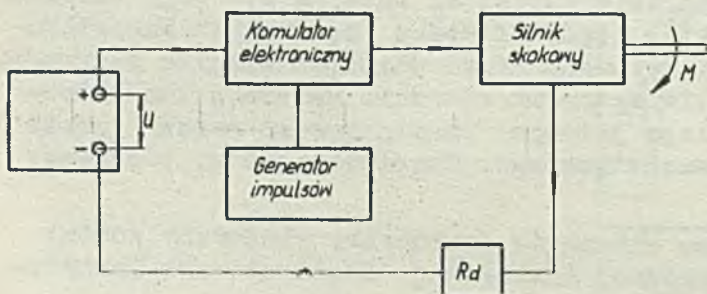 Komutator
elektroniczny
Silnik
skokowy
M
+
U
-
Generator
impulsów
Rd